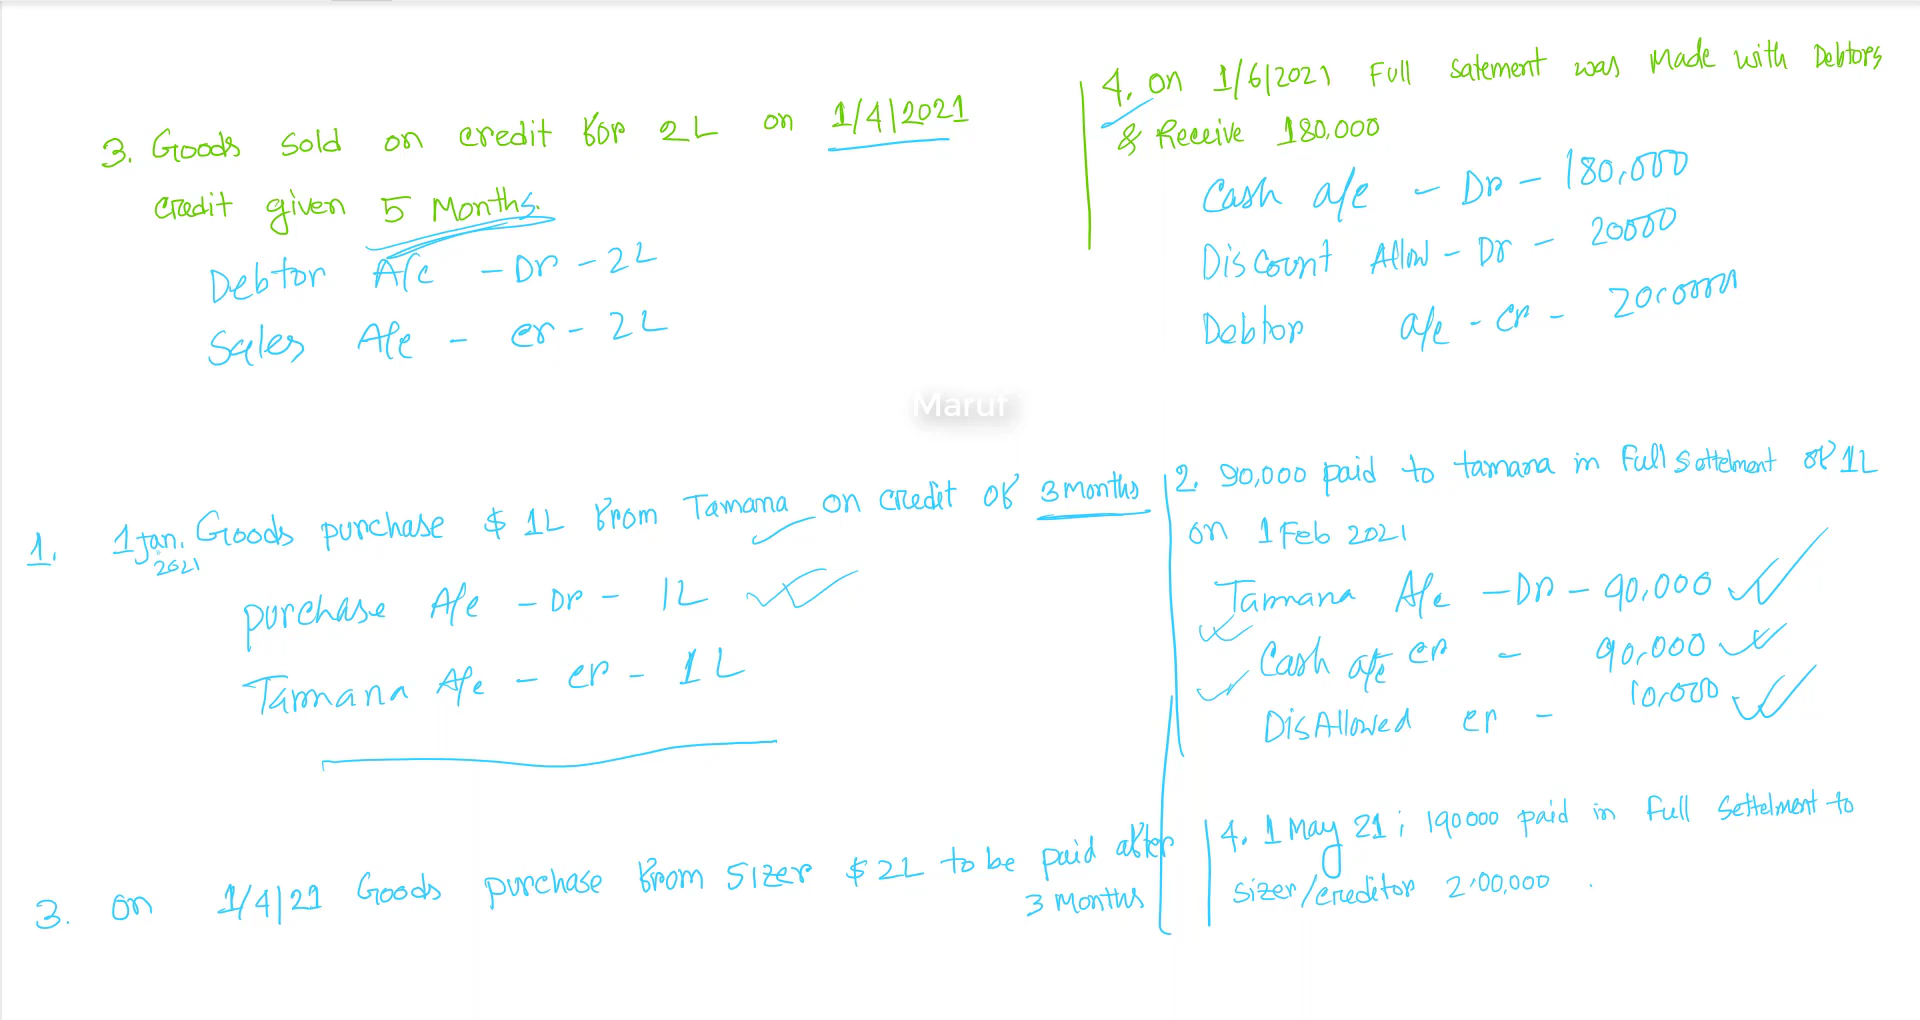 3. Goods sold on credit for 2L on 1/4/2021
credit given 5 Months.
Debtor A/c - Dr - 2L
Sales A/c - cr - 2L
4. on 1/6/2021 Full satement was Made with Debtors
& Receive 180,000
Cash a/c - Dr - 180,000
Discount Allow - Dr - 20000
Debtor a/c - cr -
Maruf
1. 1 Jan. 2021 Goods purchase $ 1L from Tamana on credit of 3 months
purchase A/c - Dr - 1L
Tamana A/c - cr - 1L
2. 90,000 paid to tamana in Full Settelment of 1L
on 1 Feb 2021
Tamana A/c - Dr - 90,000
Cash a/c cr - 90,000
DisAllowed cr - 10,000
3. on 1/4/21 Goods purchase from Sizer $ 2L to be paid after
3 Months
4. 1 May 21; 190000 paid in Full Settelment to
sizer/creditor 2,00,000 .